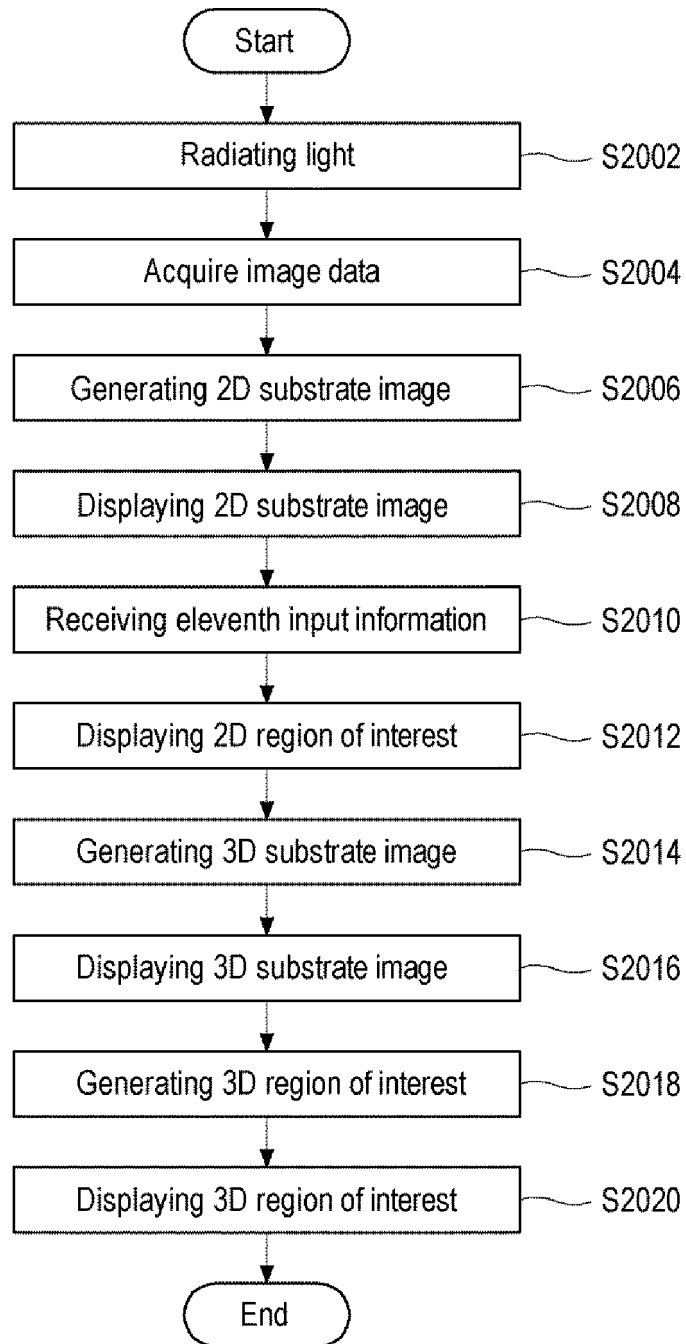 Start
Radiating light S2002
Acquire image data S2004
Generating 2D substrate image S2006
Displaying 2D substrate image S2008
Receiving eleventh input information S2010
Displaying 2D region of interest S2012
Generating 3D substrate image S2014
Displaying 3D substrate image S2016
Generating 3D region of interest S2018
Displaying 3D region of interest S2020
End